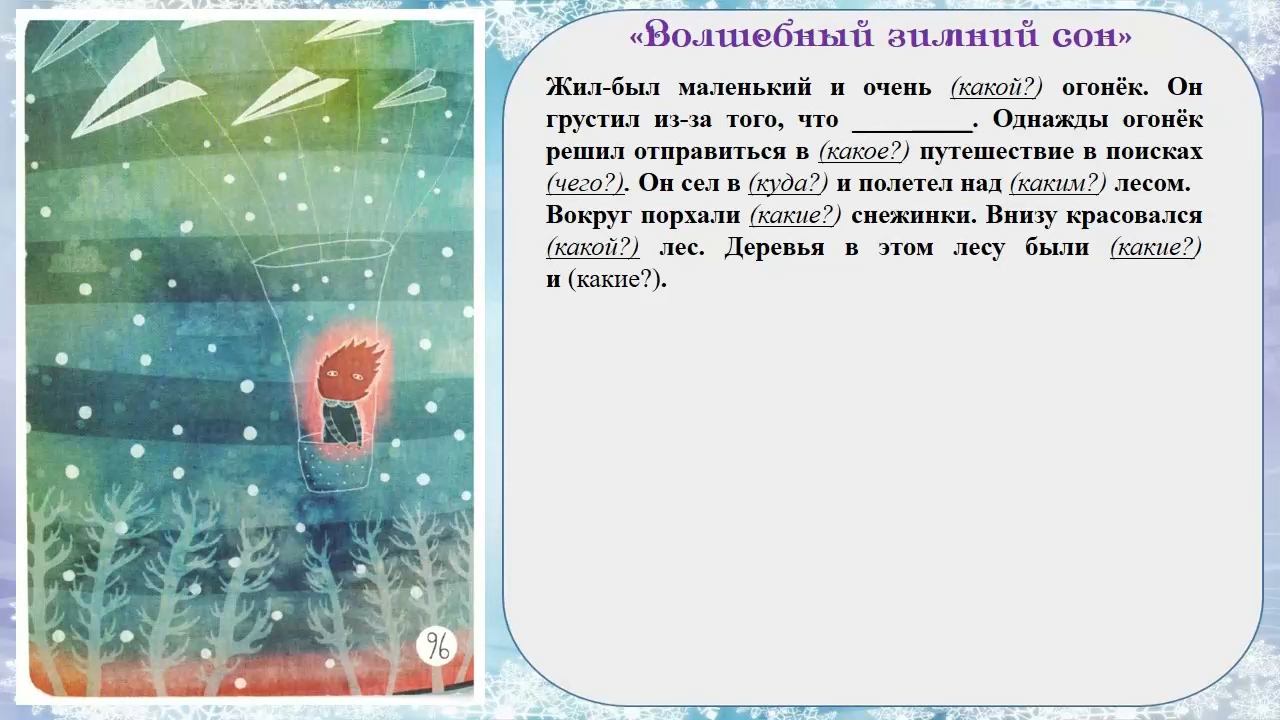 «Волшебный зимний сон»
Жил-был маленький и очень (какой?) огонёк. Он
грустил из-за того, что _________. Однажды огонёк
решил отправиться в (какое?) путешествие в поисках
(чего?). Он сел в (куда?) и полетел над (каким?) лесом.
Вокруг порхали (какие?) снежинки. Внизу красовался
(какой?) лес. Деревья в этом лесу были (какие?)
и (какие?).
96